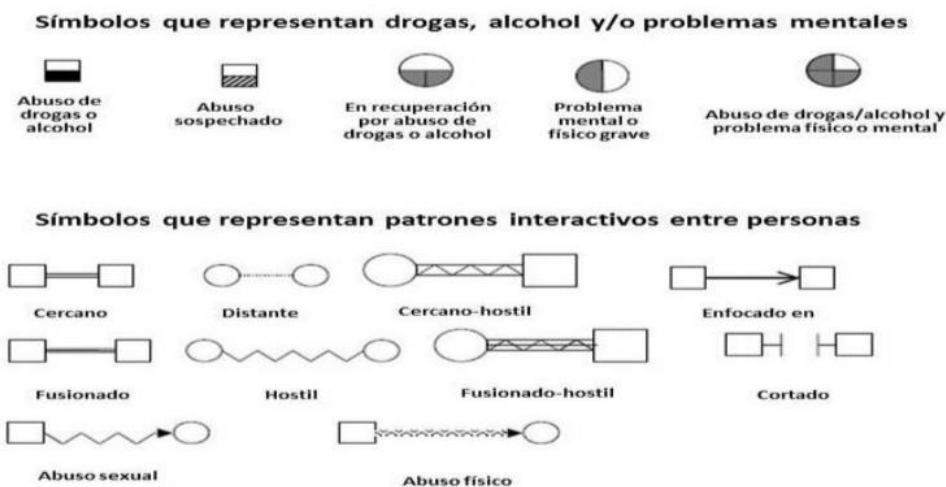 Símbolos que representan drogas, alcohol y/o problemas mentales
Abuso de
drogas o
alcohol
Abuso
sospechado
En recuperación
por abuso de
drogas o alcohol
Problema
mental o
físico grave
Abuso de drogas/alcohol y
problema físico o mental
Símbolos que representan patrones interactivos entre personas
Cercano
Distante
Cercano-hostil
Enfocado en
Fusionado
Hostil
Fusionado-hostil
Cortado
Abuso sexual
Abuso físico